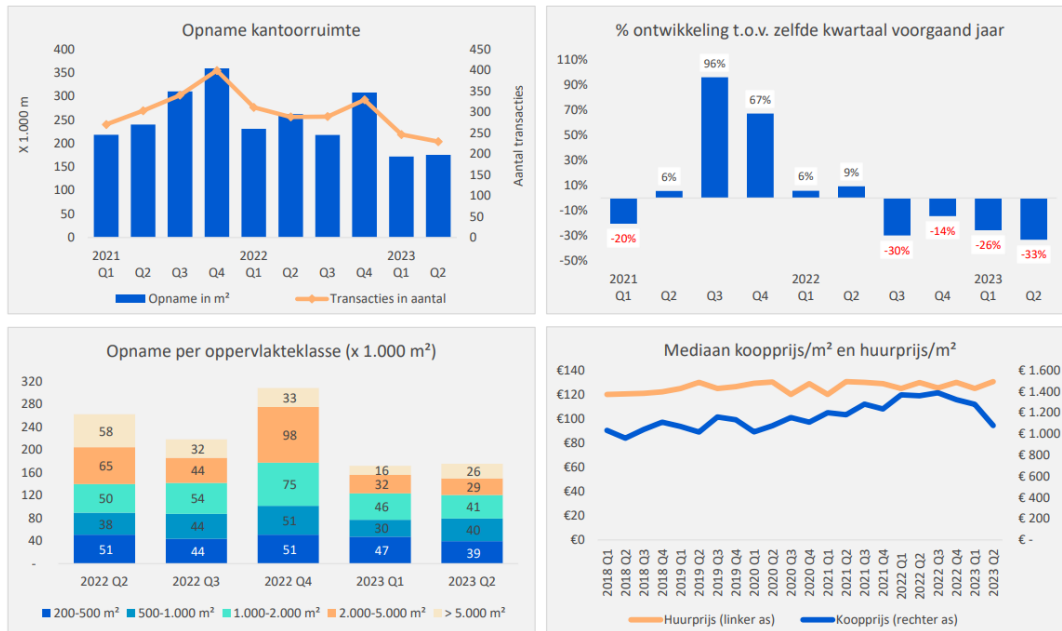 Opname kantoorruimte
X 1.000 m
400
350
300
250
200
150
100
50
0
450
400
350
300
250
200
150
100
50
0
Aantal transacties
2021 2022 2023
Q1 Q2 Q3 Q4 Q1 Q2 Q3 Q4 Q1 Q2
Opname in m² Transacties in aantal
% ontwikkeling t.o.v. zelfde kwartaal voorgaand jaar
110%
90%
70%
50%
30%
10%
-10%
-30%
-50%
-20% 6% 96% 67% 6% 9% -30% -14% -26% -33%
2021 2022 2023
Q1 Q2 Q3 Q4 Q1 Q2 Q3 Q4 Q1 Q2
Opname per oppervlakteklasse (x 1.000 m²)
320
280
240
200
160
120
80
40
-
58 32 33 16 26
65 44 98 32 29
50 54 75 46 41
38 44 51 30 40
51 44 51 47 39
2022 Q2 2022 Q3 2022 Q4 2023 Q1 2023 Q2
200-500 m² 500-1.000 m² 1.000-2.000 m² 2.000-5.000 m² > 5.000 m²
Mediaan koopprijs/m² en huurprijs/m²
€140
€120
€100
€80
€60
€40
€20
€0
€ 1.600
€ 1.400
€ 1.200
€ 1.000
€ 800
€ 600
€ 400
€ 200
€ -
2018 Q1
2018 Q2
2018 Q3
2018 Q4
2019 Q1
2019 Q2
2019 Q3
2019 Q4
2020 Q1
2020 Q2
2020 Q3
2020 Q4
2021 Q1
2021 Q2
2021 Q3
2021 Q4
2022 Q1
2022 Q2
2022 Q3
2022 Q4
2023 Q1
2023 Q2
Huurprijs (linker as) Koopprijs (rechter as)